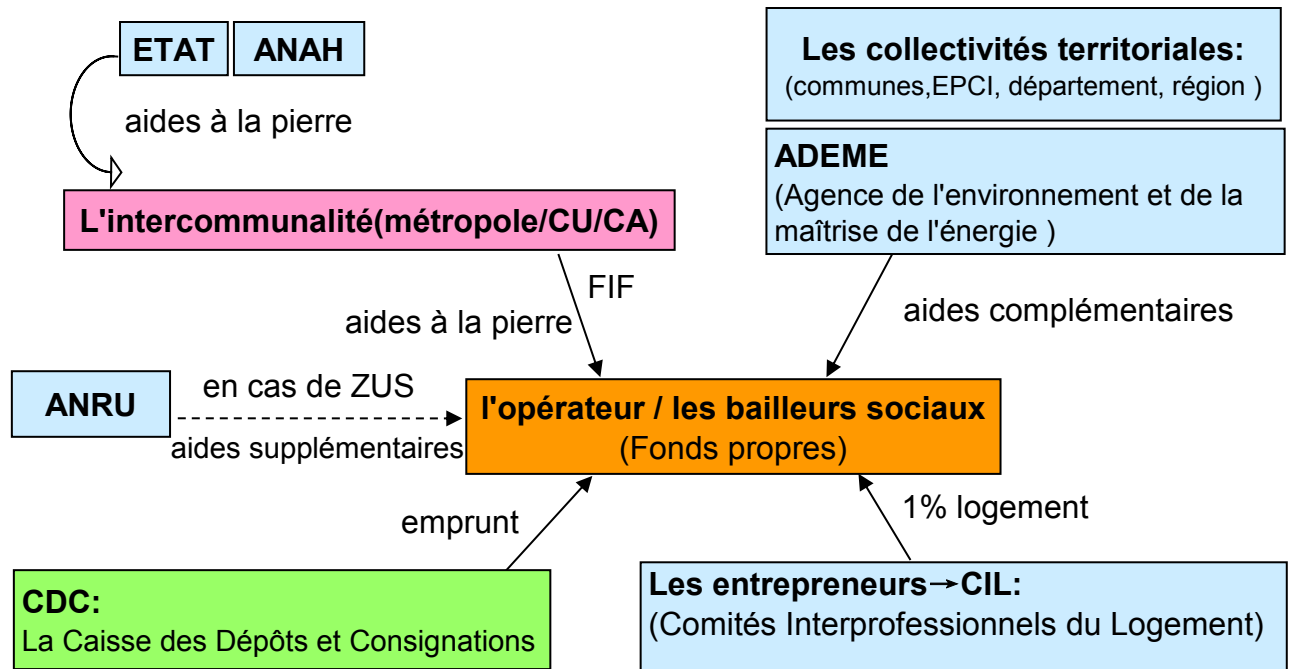 ETAT ANAH
aides à la pierre
Les collectivités territoriales:
(communes,EPCI, département, région )
ADEME
(Agence de l'environnement et de la
maîtrise de l'énergie )
L'intercommunalité(métropole/CU/CA)
FIF
aides à la pierre
aides complémentaires
ANRU
en cas de ZUS
aides supplémentaires
l'opérateur / les bailleurs sociaux
(Fonds propres)
emprunt
1% logement
CDC:
La Caisse des Dépôts et Consignations
Les entrepreneurs→CIL:
(Comités Interprofessionnels du Logement)